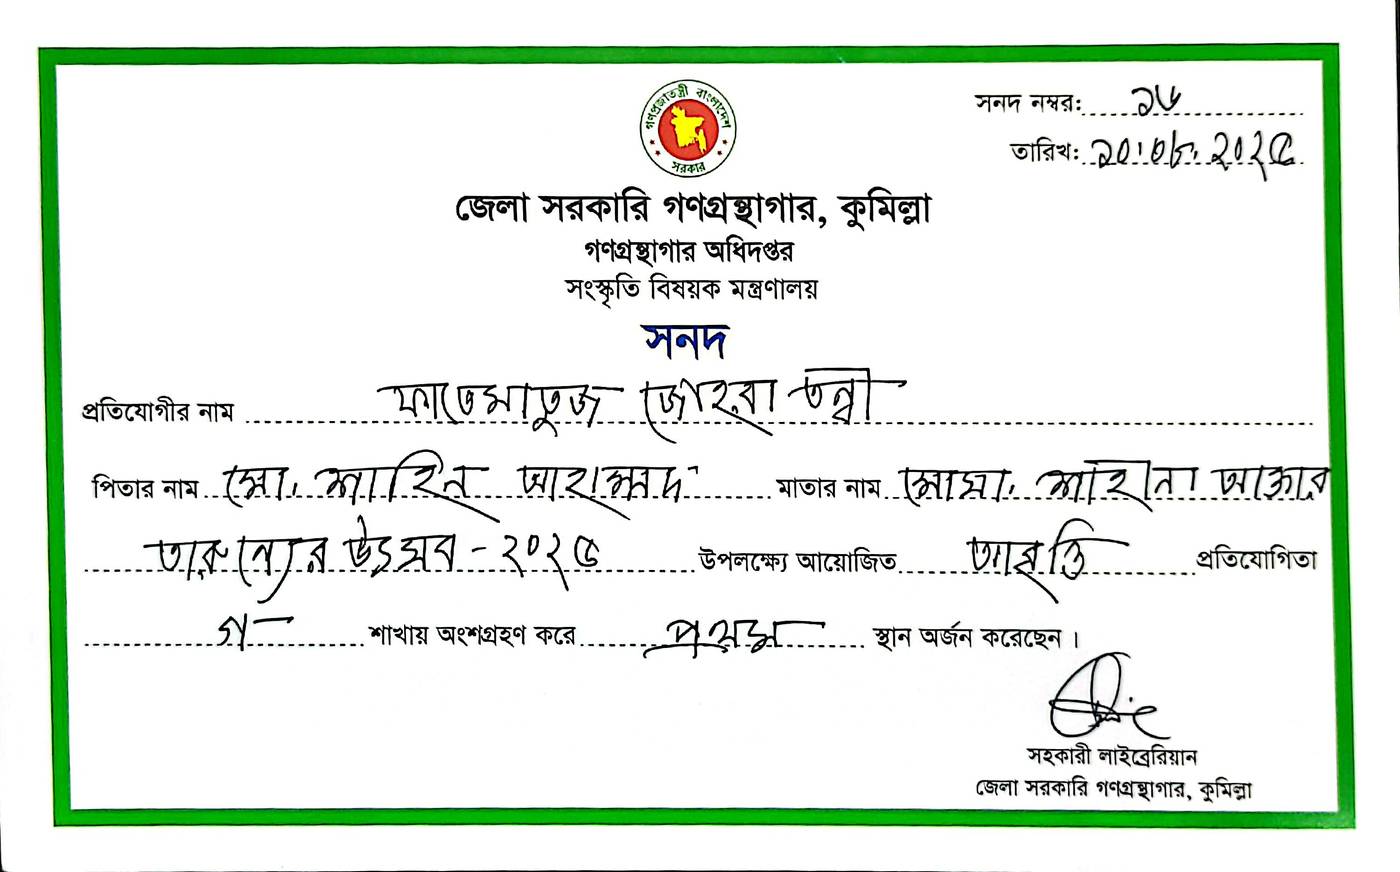 গণপ্রজাতন্ত্রী বাংলাদেশ
সরকার
সনদ নম্বর: ১৬
তারিখ: ২০.০৮.২০২৫
জেলা সরকারি গণগ্রন্থাগার, কুমিল্লা
গণগ্রন্থাগার অধিদপ্তর
সংস্কৃতি বিষয়ক মন্ত্রণালয়
সনদ
প্রতিযোগীর নাম ফাতেমাতুজ জোহরা তন্বী
পিতার নাম মো. শাহিন আহাম্মদ মাতার নাম মোসা. শাহিনা আক্তার
তারুণ্যের উৎসব - ২০২৫ উপলক্ষ্যে আয়োজিত আবৃত্তি প্রতিযোগিতা
গ শাখায় অংশগ্রহণ করে প্রথম স্থান অর্জন করেছেন।
সহকারী লাইব্রেরিয়ান
জেলা সরকারি গণগ্রন্থাগার, কুমিল্লা